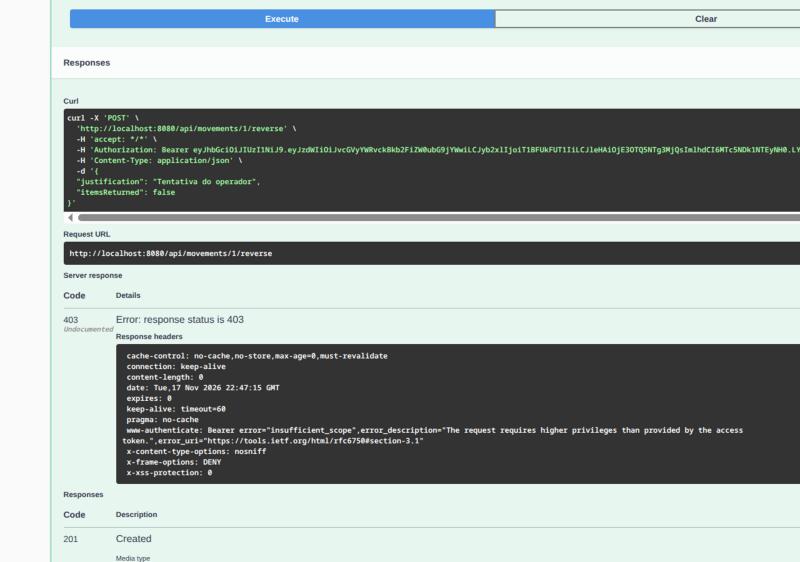 Execute
Clear
Responses
Curl
curl -X 'POST' \
'http://localhost:8080/api/movements/1/reverse' \
-H 'accept: */*' \
-H 'Authorization: Bearer
-H 'Content-Type: application/json' \
-d '{
"justification": "Tentativa do operador",
"itemsReturned": false
}'
Request URL
http://localhost:8080/api/movements/1/reverse
Server response
Code Details
403 Error: response status is 403
Undocumented
Response headers
cache-control: no-cache,no-store,max-age=0,must-revalidate
connection: keep-alive
content-length: 0
date: Tue,17 Nov 2026 22:47:15 GMT
expires: 0
keep-alive: timeout=60
pragma: no-cache
www-authenticate: Bearer error="insufficient_scope",error_description="The request requires higher privileges than provided by the access
token.",error_uri="https://tools.ietf.org/html/rfc6750#section-3.1"
x-content-type-options: nosniff
x-frame-options: DENY
x-xss-protection: 0
Responses
Code Description
201 Created
Media type